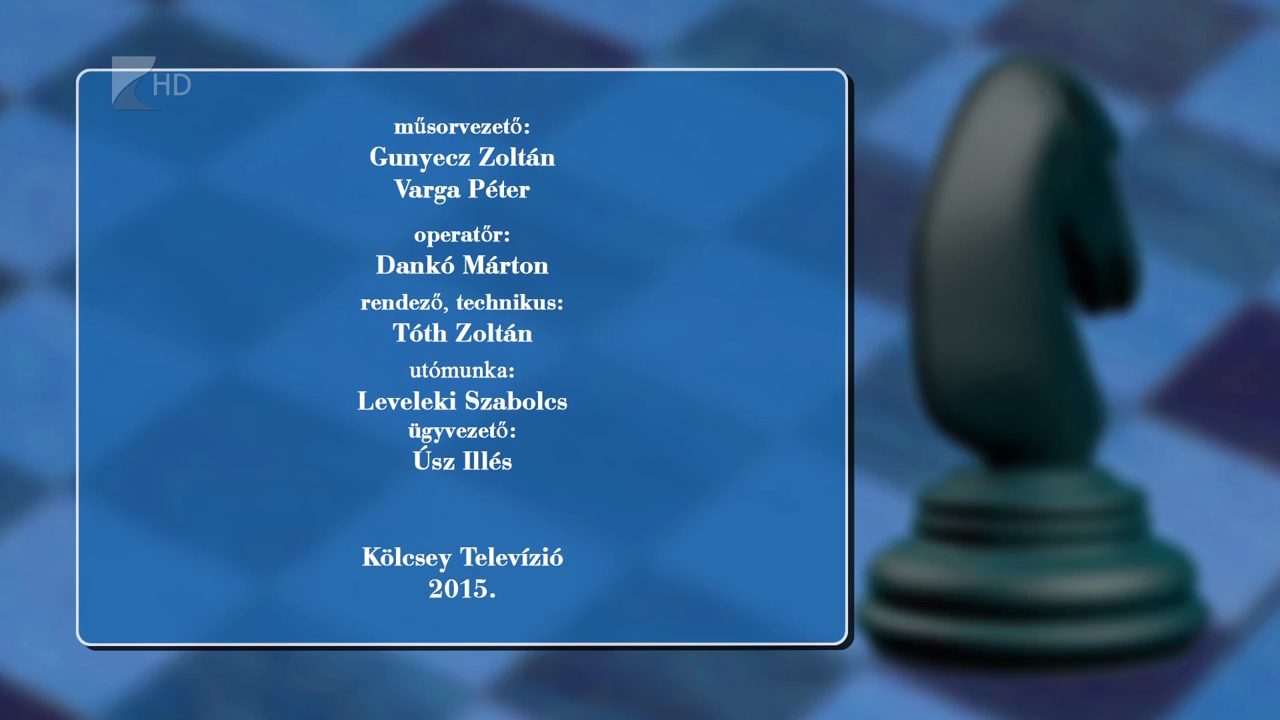 HD
műsorvezető:
Gunyecz Zoltán
Varga Péter
operatőr:
Dankó Márton
rendező, technikus:
Tóth Zoltán
utómunka:
Leveleki Szabolcs
ügyvezető:
Úsz Illés
Kölcsey Televízió
2015.